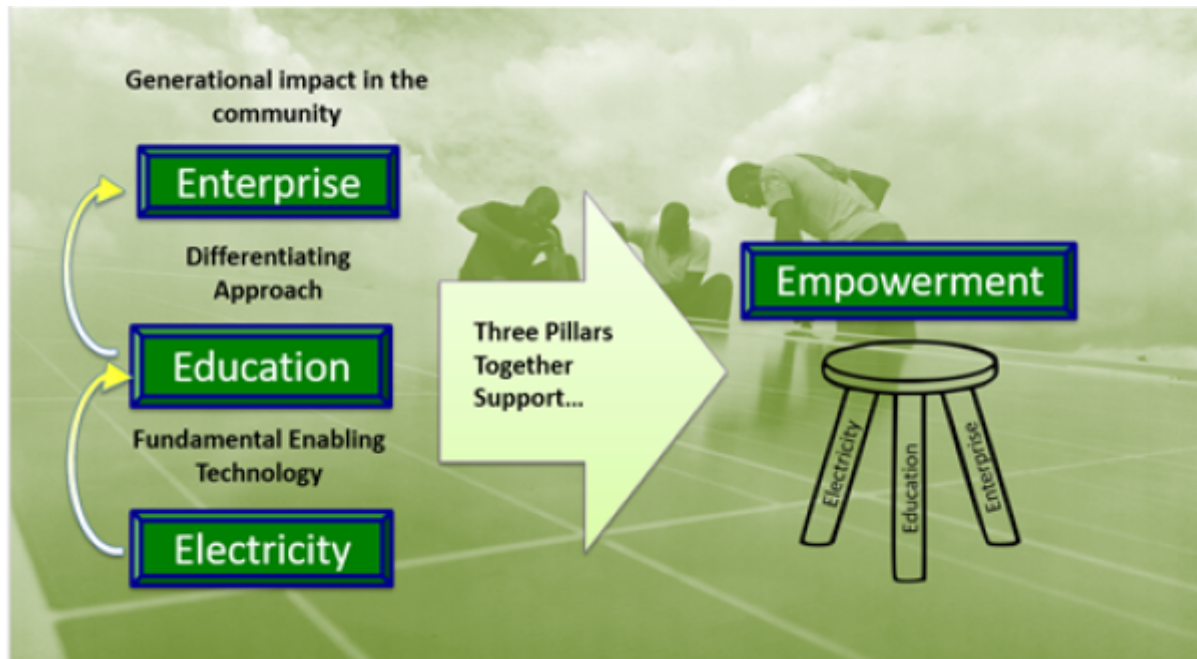 Generational impact in the
community
Enterprise
Differentiating
Approach
Education
Fundamental Enabling
Technology
Electricity
Three Pillars
Together
Support...
Empowerment
Electricity
Education
Enterprise